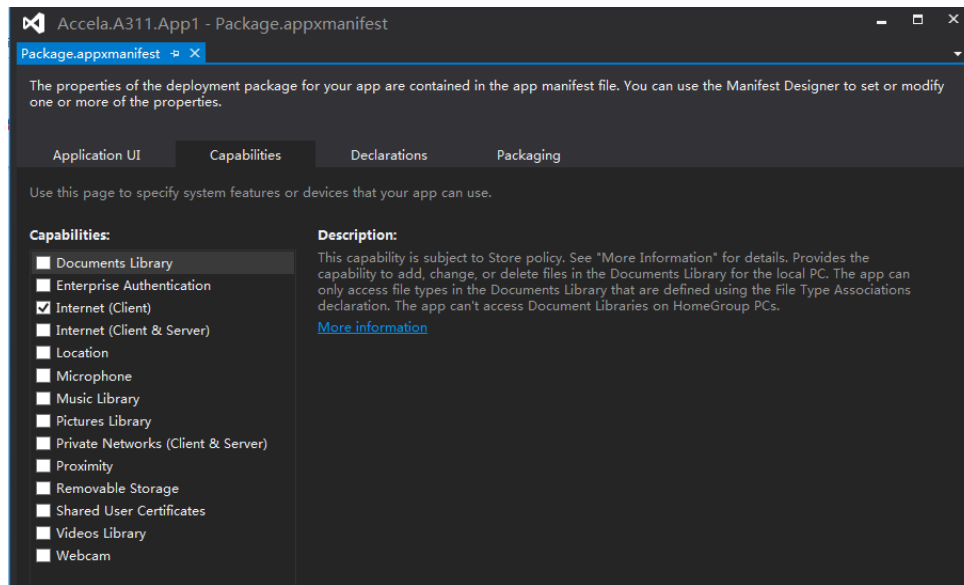 Accela.A311.App1 - Package.appxmanifest
Package.appxmanifest
The properties of the deployment package for your app are contained in the app manifest file. You can use the Manifest Designer to set or modify
one or more of the properties.
Application UI
Capabilities
Declarations
Packaging
Use this page to specify system features or devices that your app can use.
Capabilities:
Documents Library
Enterprise Authentication
Internet (Client)
Internet (Client & Server)
Location
Microphone
Music Library
Pictures Library
Private Networks (Client & Server)
Proximity
Removable Storage
Shared User Certificates
Videos Library
Webcam
Description:
This capability is subject to Store policy. See "More Information" for details. Provides the
capability to add, change, or delete files in the Documents Library for the local PC. The app can
only access file types in the Documents Library that are defined using the File Type Associations
declaration. The app can't access Document Libraries on HomeGroup PCs.
More information